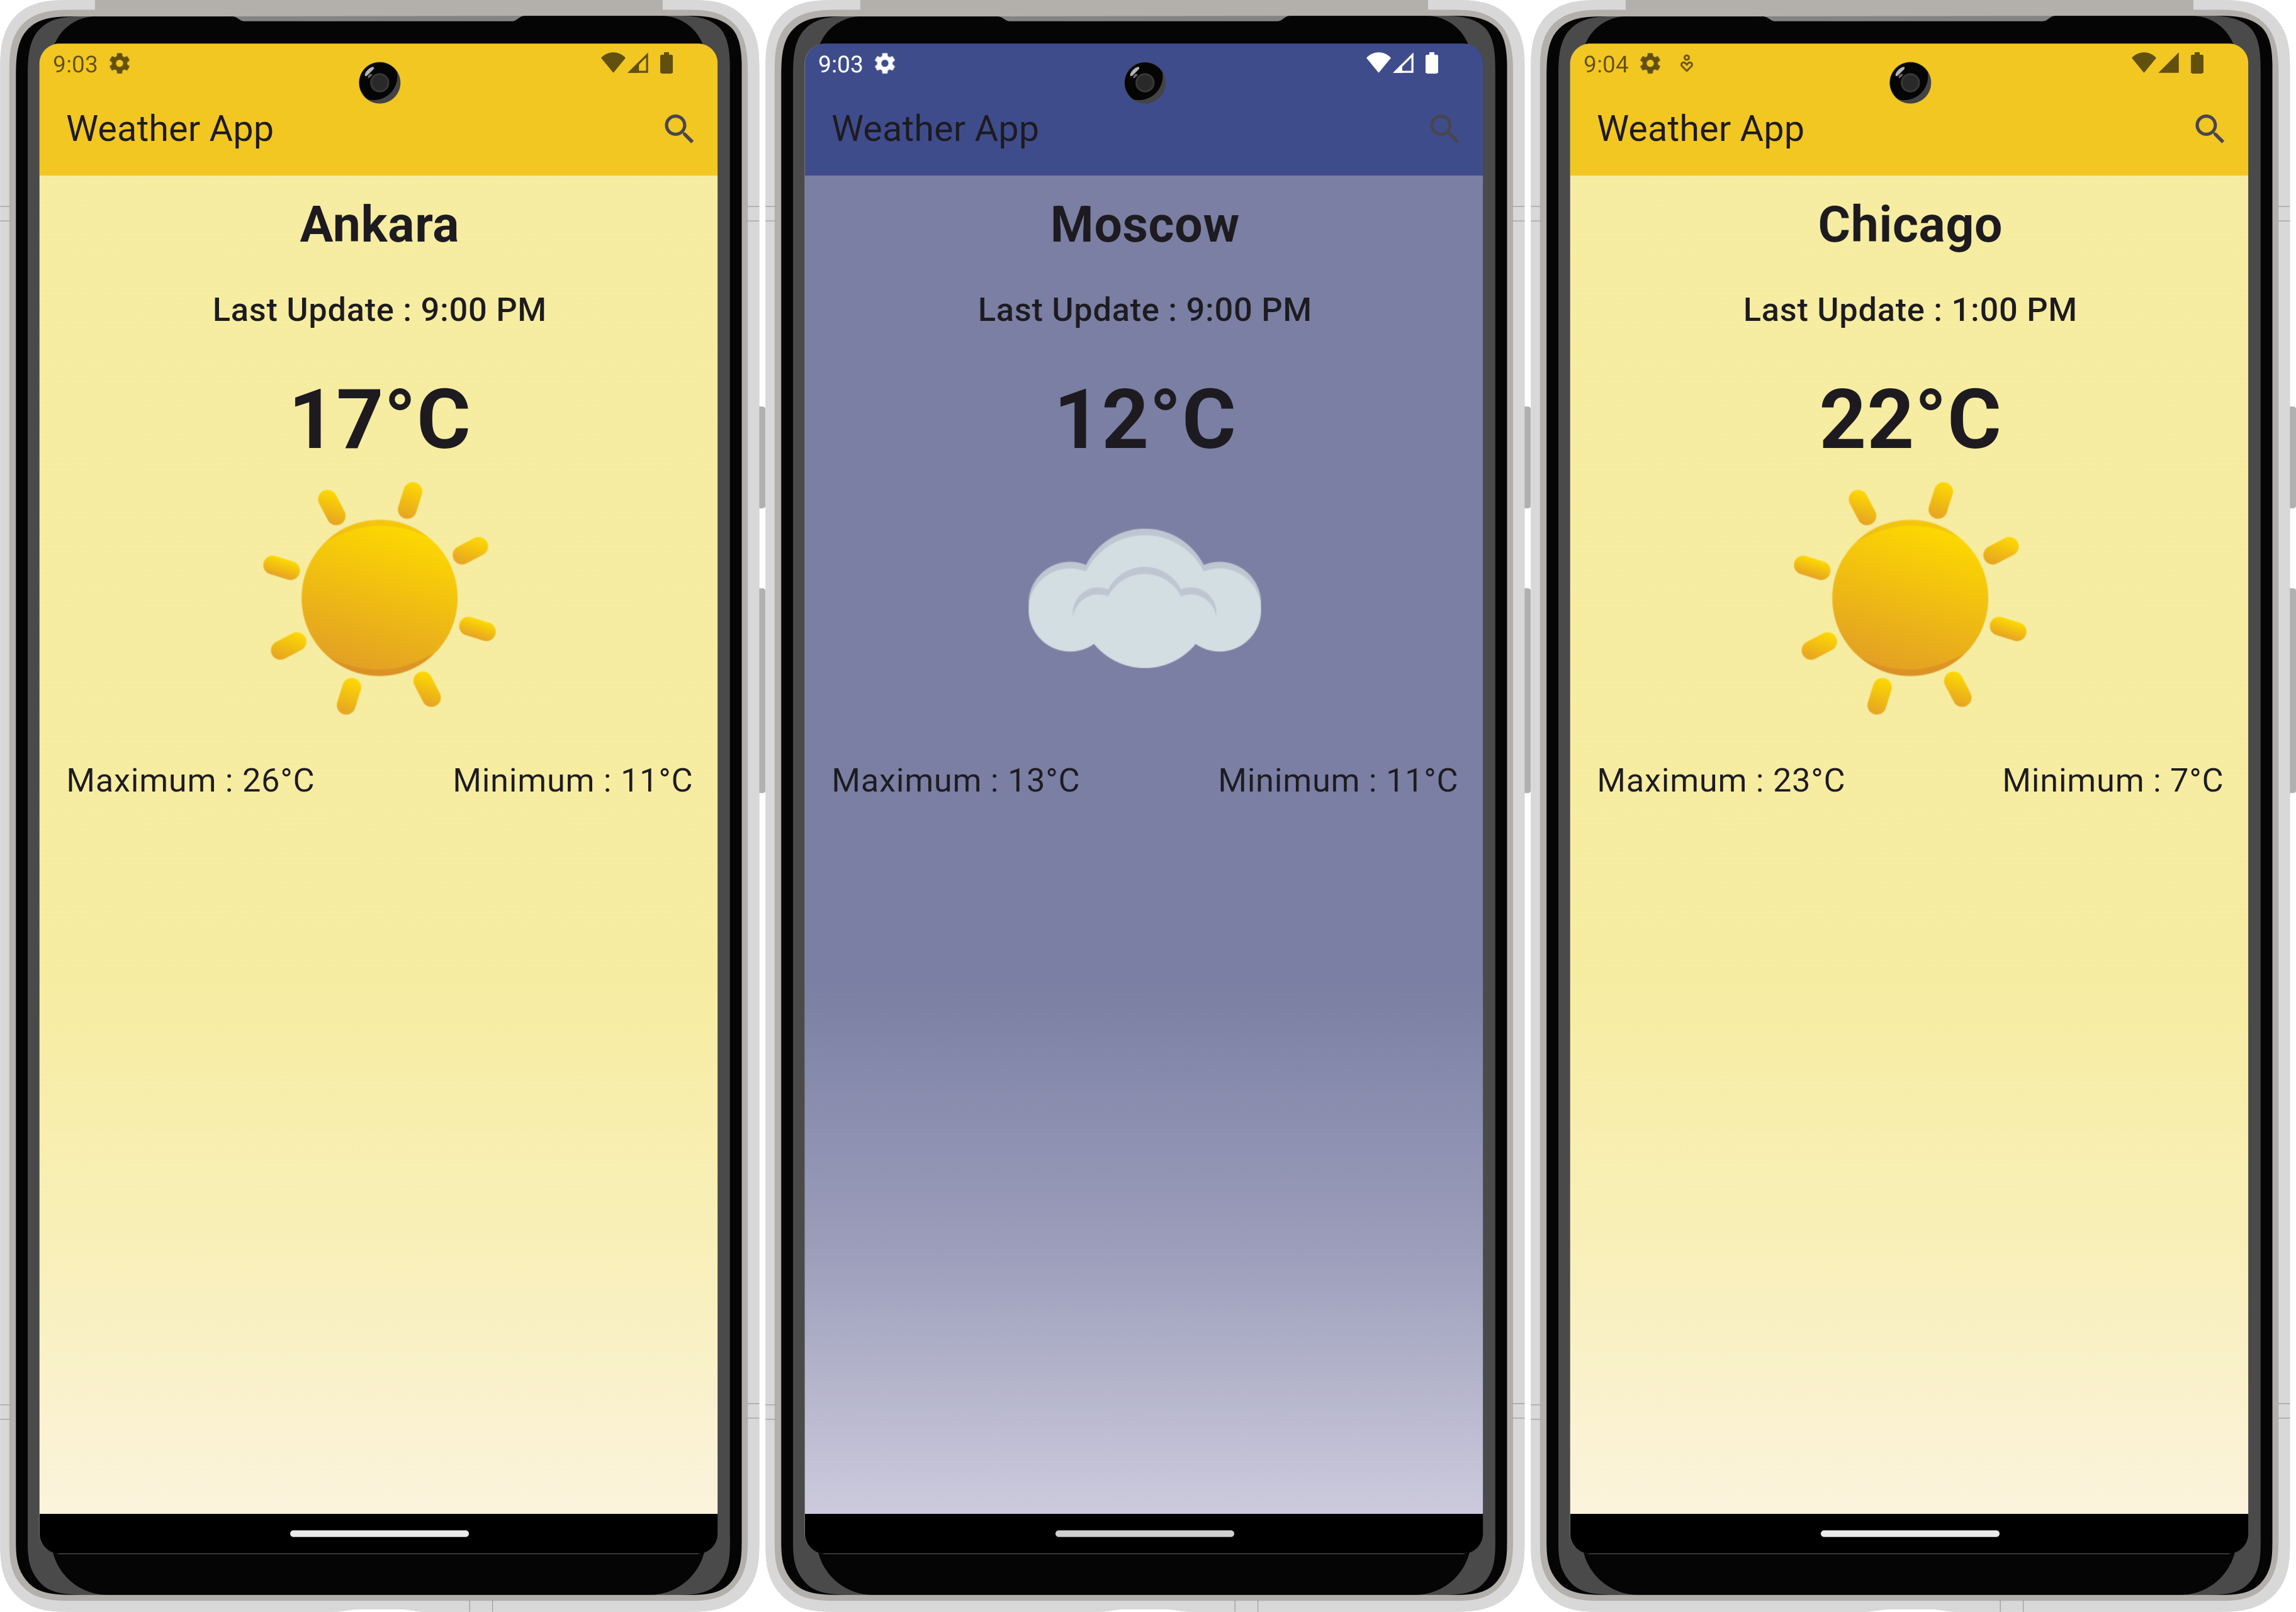 9:03
Weather App
Ankara
Last Update : 9:00 PM
17°C
Maximum : 26°C
Minimum : 11°C
9:03
Weather App
Moscow
Last Update : 9:00 PM
12°C
Maximum : 13°C
Minimum : 11°C
9:04
Weather App
Chicago
Last Update : 1:00 PM
22°C
Maximum : 23°C
Minimum : 7°C